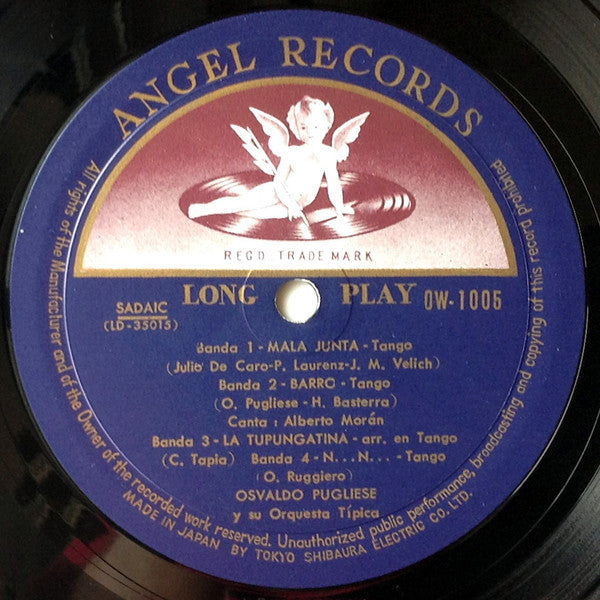 ANGEL RECORDS
REG'D TRADE MARK
LONG PLAY OW-1005
SADAIC
(LD-35015)
Banda 1 - MALA JUNTA - Tango
(Julio De Caro-P. Laurenz-J. M. Velich)
Banda 2 - BARRO - Tango
(O. Pugliese - H. Basterra)
Canta : Alberto Morán
Banda 3 - LA TUPUNGATINA - arr. en Tango
(C. Tapia) Banda 4 - N...N... - Tango
(O. Ruggiero)
OSVALDO PUGLIESE
y su Orquesta Típica
All rights of the Manufacturer and of the Owner of the recorded work reserved. Unauthorized public performance, broadcasting and copying of this record prohibited
MADE IN JAPAN BY TOKYO SHIBAURA ELECTRIC CO. LTD.